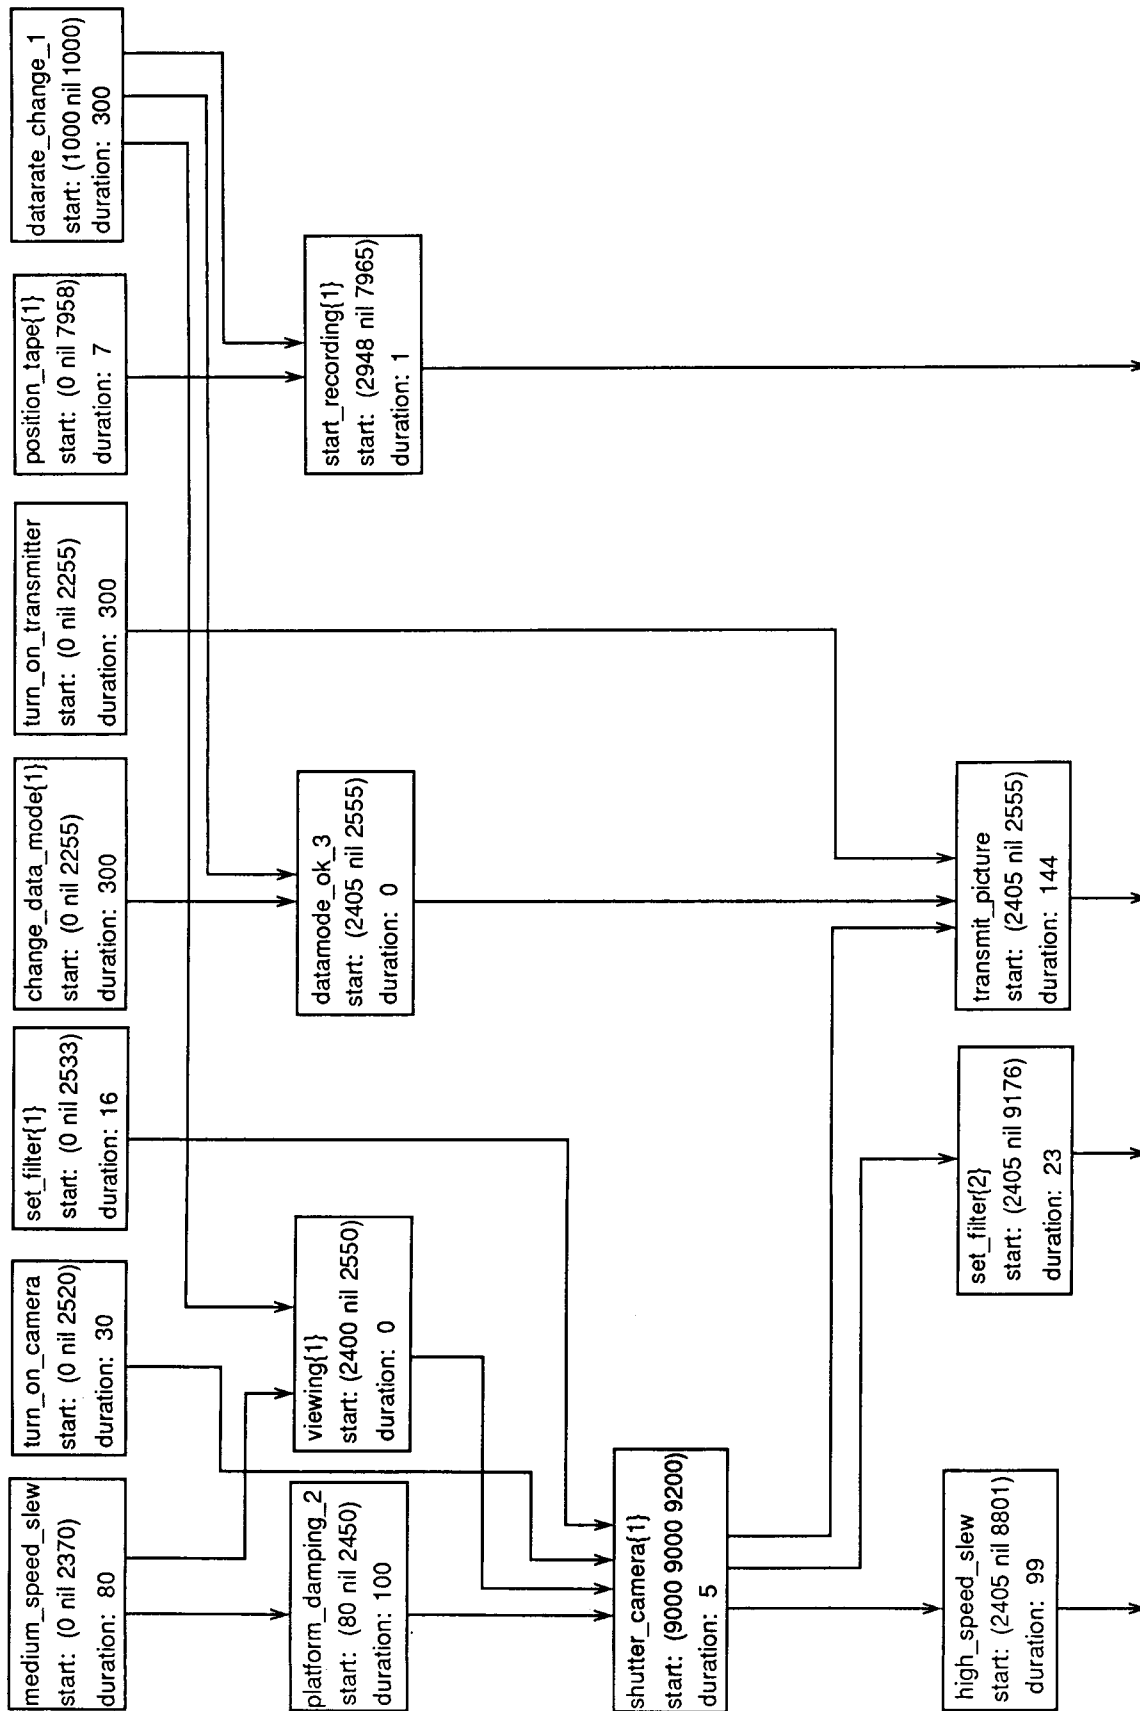 medium_speed_slew
start: (0 nil 2370)
duration: 80
turn_on_camera
start: (0 nil 2520)
duration: 30
set_filter{1}
start: (0 nil 2533)
duration: 16
change_data_mode{1}
start: (0 nil 2255)
duration: 300
turn_on_transmitter
start: (0 nil 2255)
duration: 300
position_tape{1}
start: (0 nil 7958)
duration: 7
datarate_change_1
start: (1000 nil 1000)
duration: 300
platform_damping_2
start: (80 nil 2450)
duration: 100
viewing{1}
start: (2400 nil 2550)
duration: 0
datamode_ok_3
start: (2405 nil 2555)
duration: 0
start_recording{1}
start: (2948 nil 7965)
duration: 1
shutter_camera{1}
start: (9000 9000 9200)
duration: 5
high_speed_slew
start: (2405 nil 8801)
duration: 99
set_filter{2}
start: (2405 nil 9176)
duration: 23
transmit_picture
start: (2405 nil 2555)
duration: 144